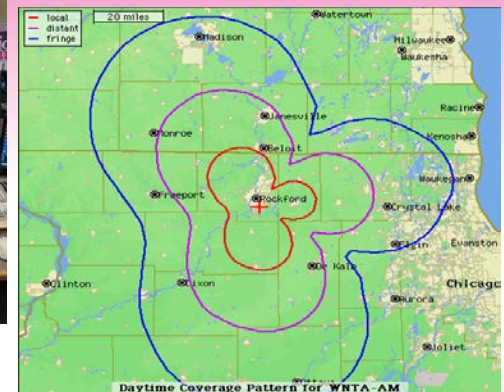 local
distant
fringe
20 miles
Watertown
Madison
Milwaukee
Waukesha
Racine
Janesville
Monroe
Beloit
Kenosha
Waukegan
Freeport
Rockford
Crystal Lake
Elgin
Evanston
De Kalb
Clinton
Dixon
Chicago
Aurora
Joliet
Ottawa
Daytime Coverage Pattern for WNTA-AM